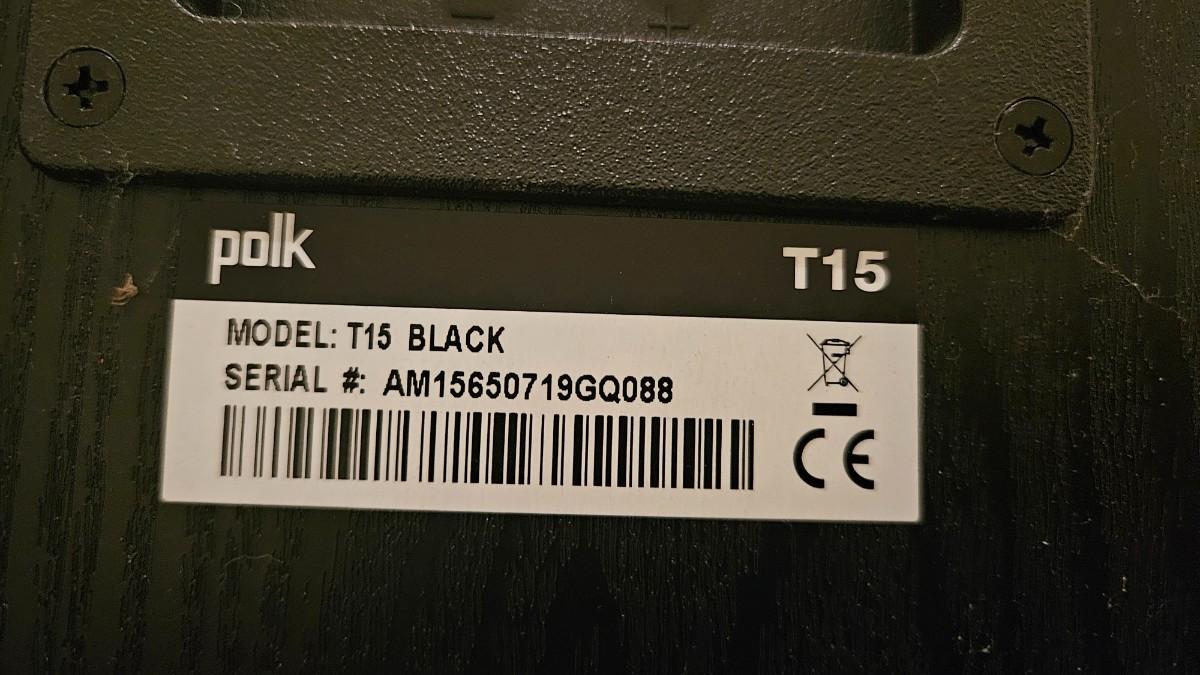 - +
polk T15
MODEL: T15 BLACK
SERIAL #: AM15650719GQ088
CE